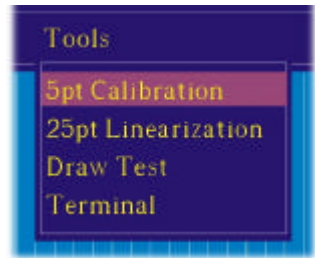 Tools
5pt Calibration
25pt Linearization
Draw Test
Terminal